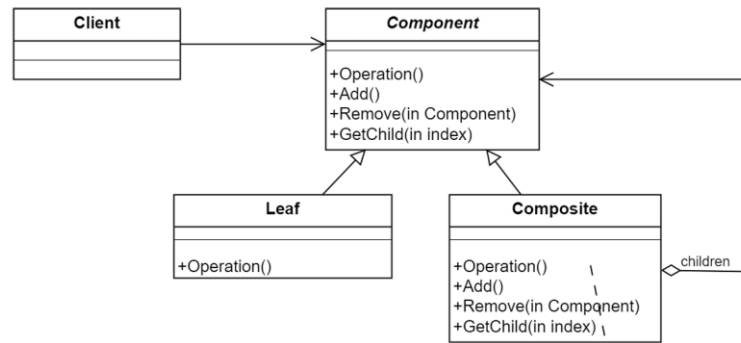 Client
Component
+Operation()
+Add()
+Remove(in Component)
+GetChild(in index)
Leaf
+Operation()
Composite
+Operation()
+Add()
+Remove(in Component)
+GetChild(in index)
children